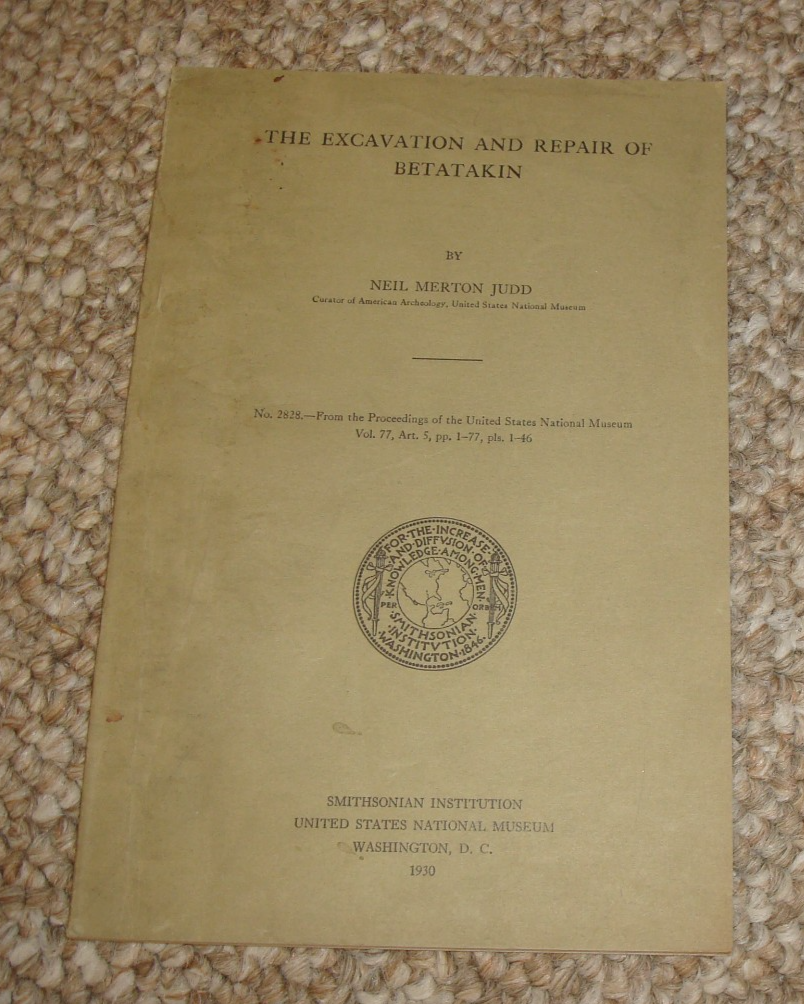 THE EXCAVATION AND REPAIR OF
BETATAKIN
BY
NEIL MERTON JUDD
Curator of American Archeology, United States National Museum
No. 2828.—From the Proceedings of the United States National Museum
Vol. 77, Art. 5, pp. 1–77, pls. 1–46
FOR·THE·INCREASE
AND·DIFFVSION·OF
KNOWLEDGE·AMONG·MEN
PER ORBEM
SMITHSONIAN
INSTITVTION
WASHINGTON·1846
SMITHSONIAN INSTITUTION
UNITED STATES NATIONAL MUSEUM
WASHINGTON, D. C.
1930